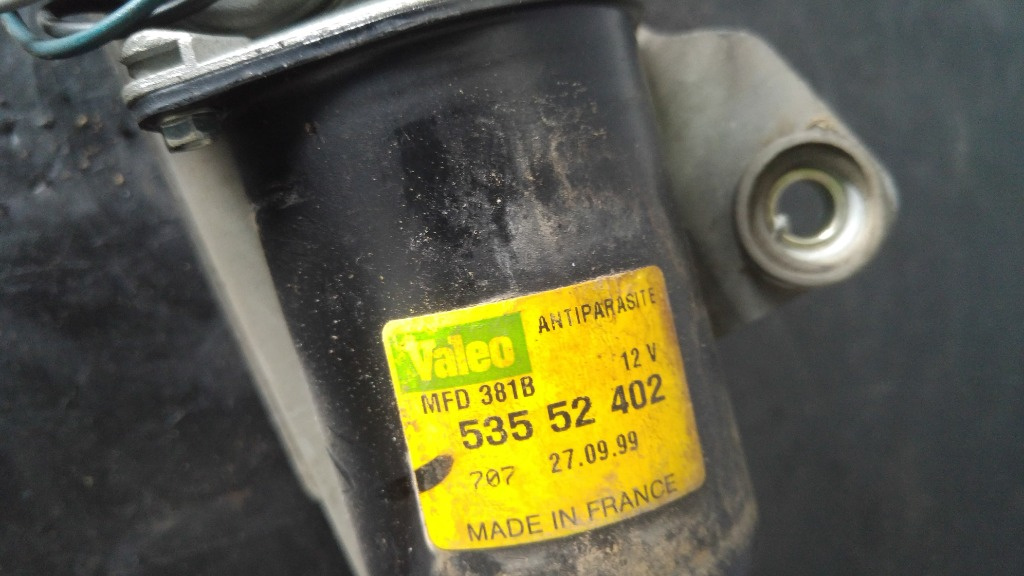 Valeo
ANTIPARASITE
MFD 381B
12 V
535 52 402
707
27.09.99
MADE IN FRANCE